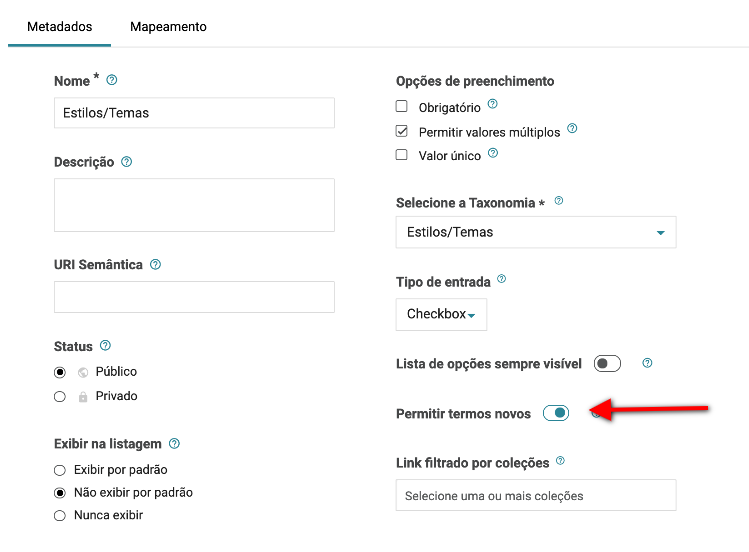 Metadados
Mapeamento
Nome *
Estilos/Temas
Descrição
URI Semântica
Status
Público
Privado
Exibir na listagem
Exibir por padrão
Não exibir por padrão
Nunca exibir
Opções de preenchimento
Obrigatório
Permitir valores múltiplos
Valor único
Selecione a Taxonomia *
Estilos/Temas
Tipo de entrada
Checkbox
Lista de opções sempre visível
Permitir termos novos
Link filtrado por coleções
Selecione uma ou mais coleções